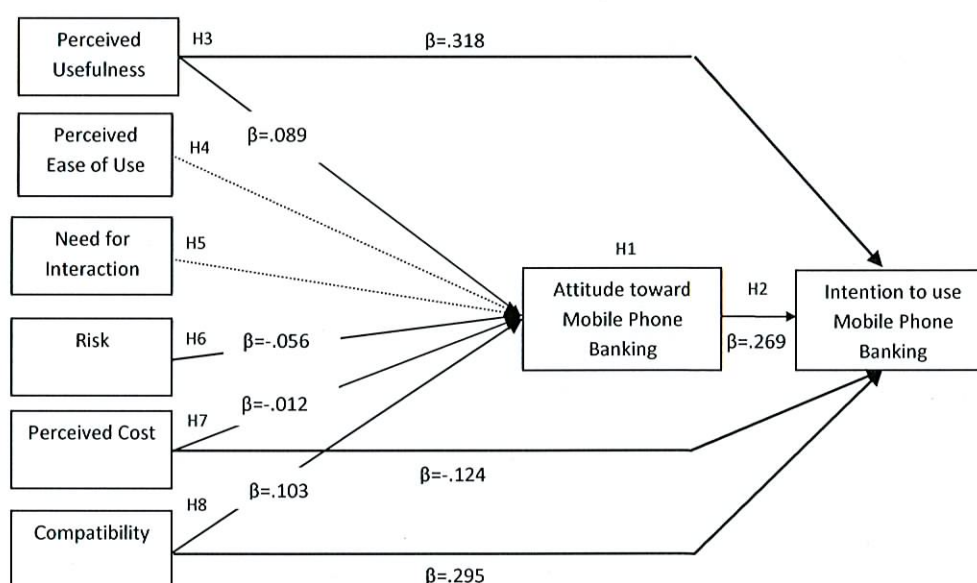 Perceived
Usefulness
H3
β=.318
β=.089
Perceived
Ease of Use
H4
Need for
Interaction
H5
H1
Attitude toward
Mobile Phone
Banking
H2
β=.269
Intention to use
Mobile Phone
Banking
Risk
H6
β=-.056
β=-.012
Perceived Cost
H7
β=-.124
β=.103
Compatibility
H8
β=.295